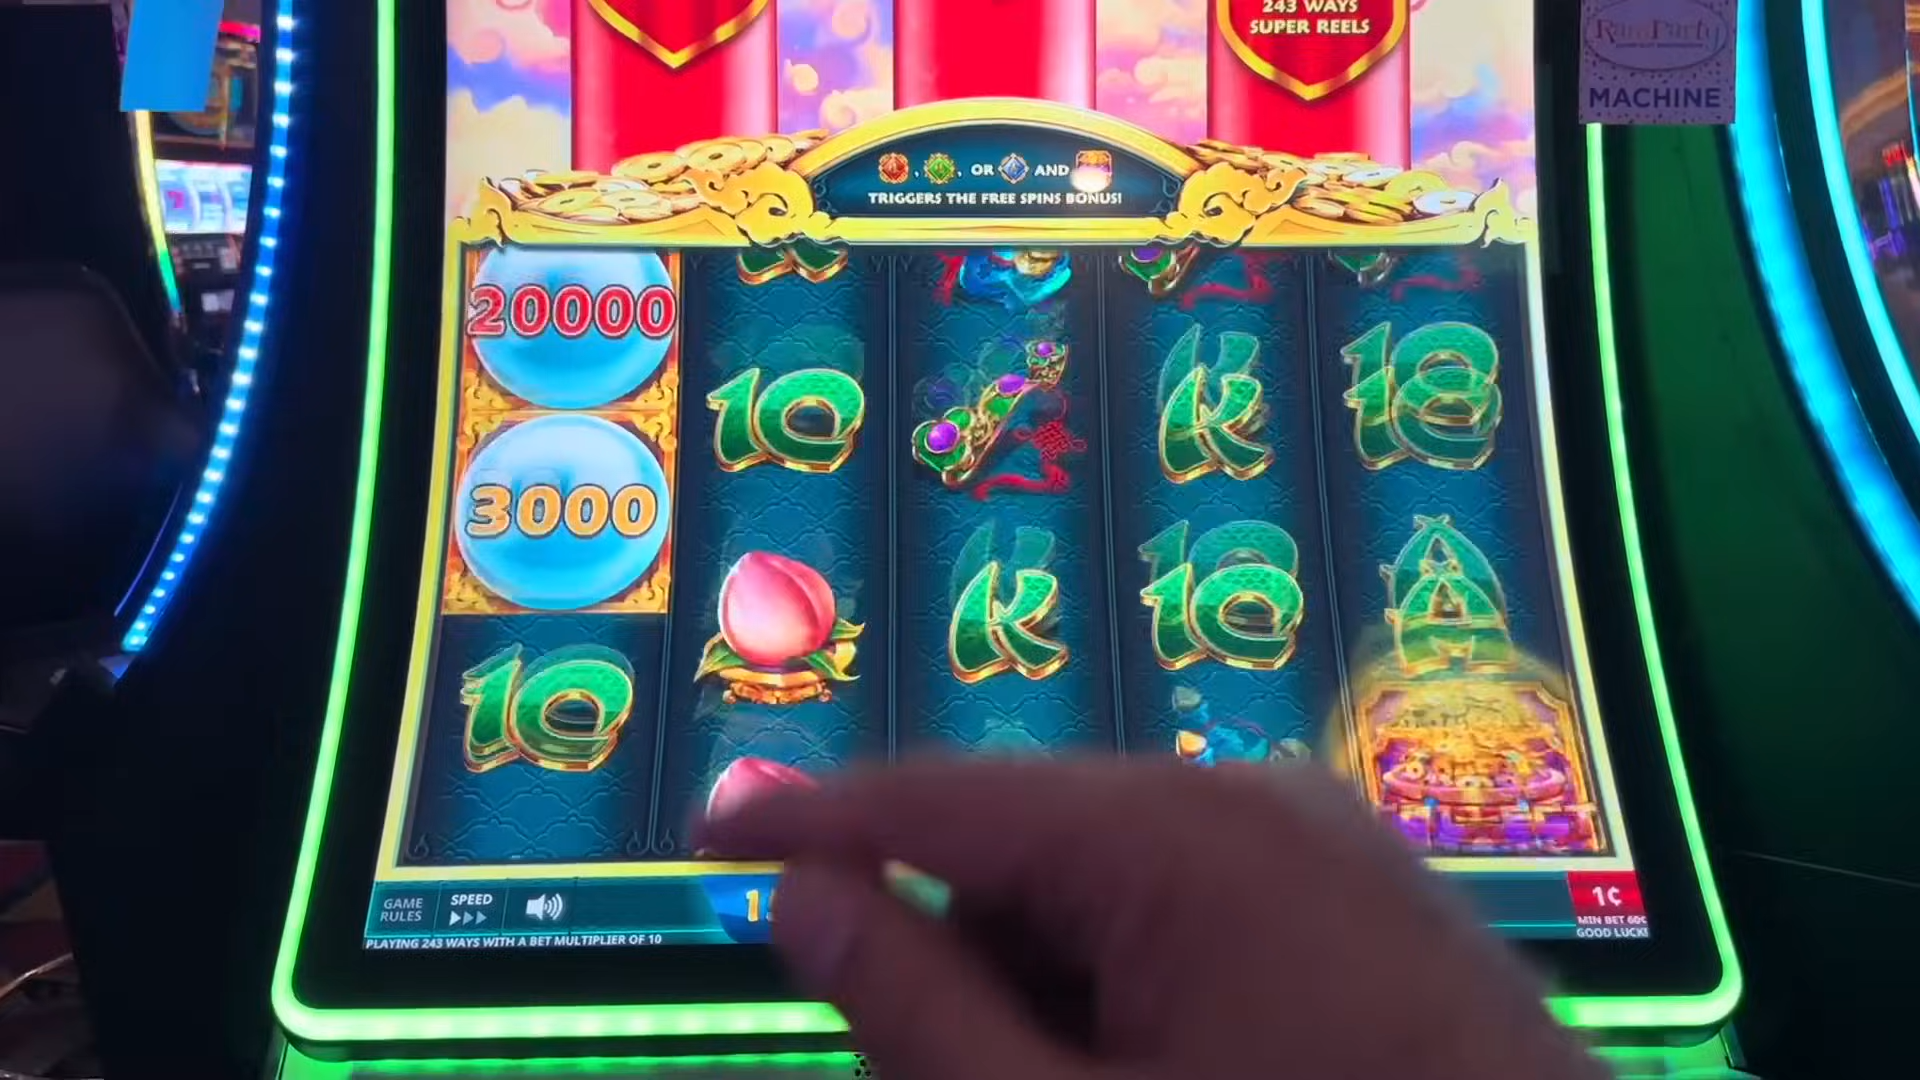 243 WAYS
SUPER REELS
RandParty
MACHINE
, , OR AND
TRIGGERS THE FREE SPINS BONUS!
20000
10
K
10
3000
K
10
A
10
GAME
RULES
SPEED
1¢
MIN BET 60¢
GOOD LUCK!
PLAYING 243 WAYS WITH A BET MULTIPLIER OF 10